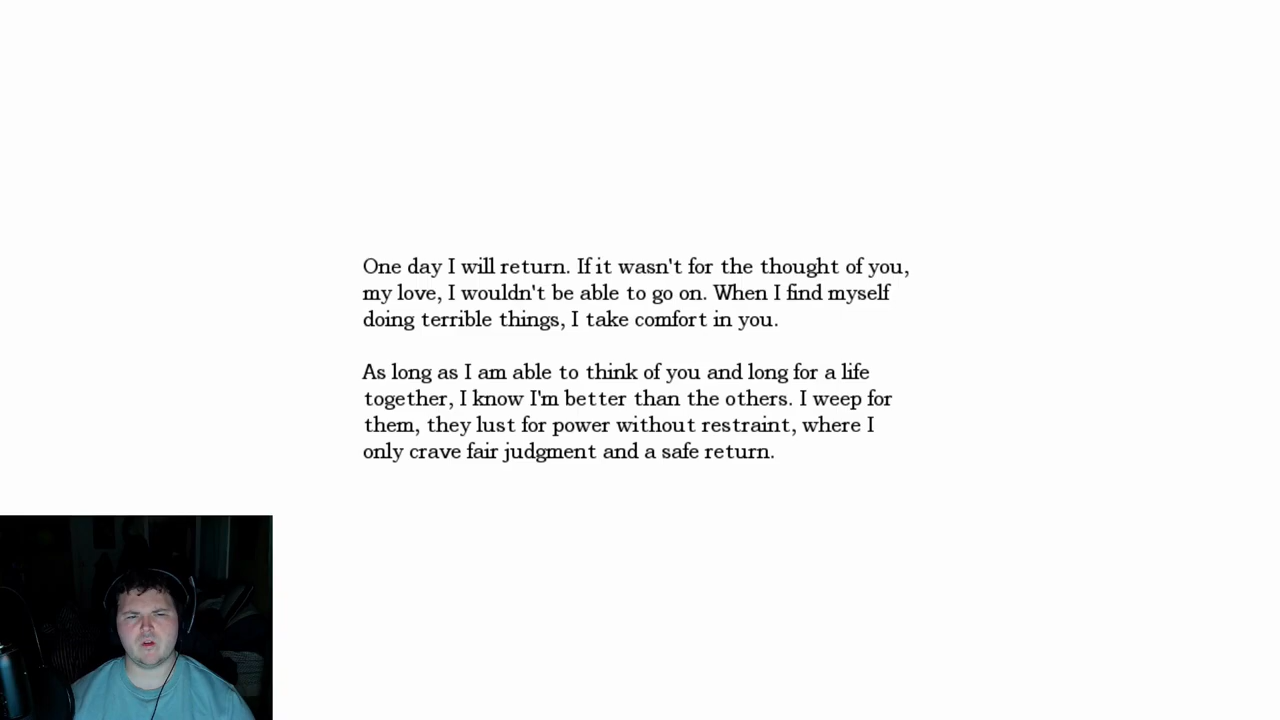 One day I will return. If it wasn't for the thought of you,
my love, I wouldn't be able to go on. When I find myself
doing terrible things, I take comfort in you.
As long as I am able to think of you and long for a life
together, I know I'm better than the others. I weep for
them, they lust for power without restraint, where I
only crave fair judgment and a safe return.